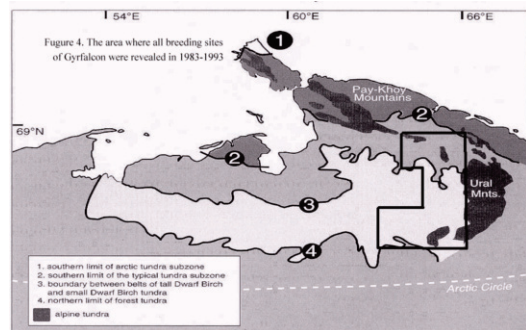 54°E
60°E
66°E
Fugure 4. The area where all breeding sites
of Gyrfalcon were revealed in 1983-1993
1
Pay-Khoy
Mountains
2
69°N
2
Ural
Mnts.
3
4
1. southern limit of arctic tundra subzone
2. southern limit of the typical tundra subzone
3. boundary between belts of tall Dwarf Birch
and small Dwarf Birch tundra
4. northern limit of forest tundra
alpine tundra
Arctic Circle